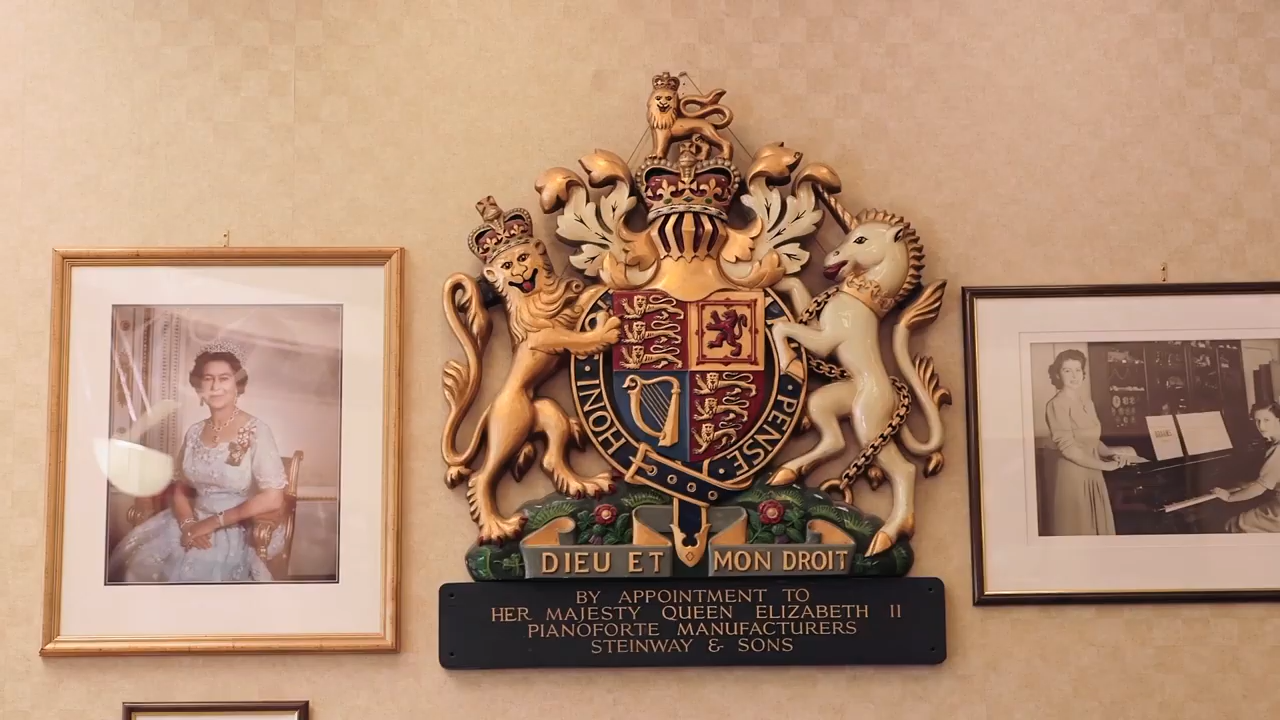 HONI
PENSE
DIEU ET MON DROIT
BY APPOINTMENT TO
HER MAJESTY QUEEN ELIZABETH II
PIANOFORTE MANUFACTURERS
STEINWAY & SONS